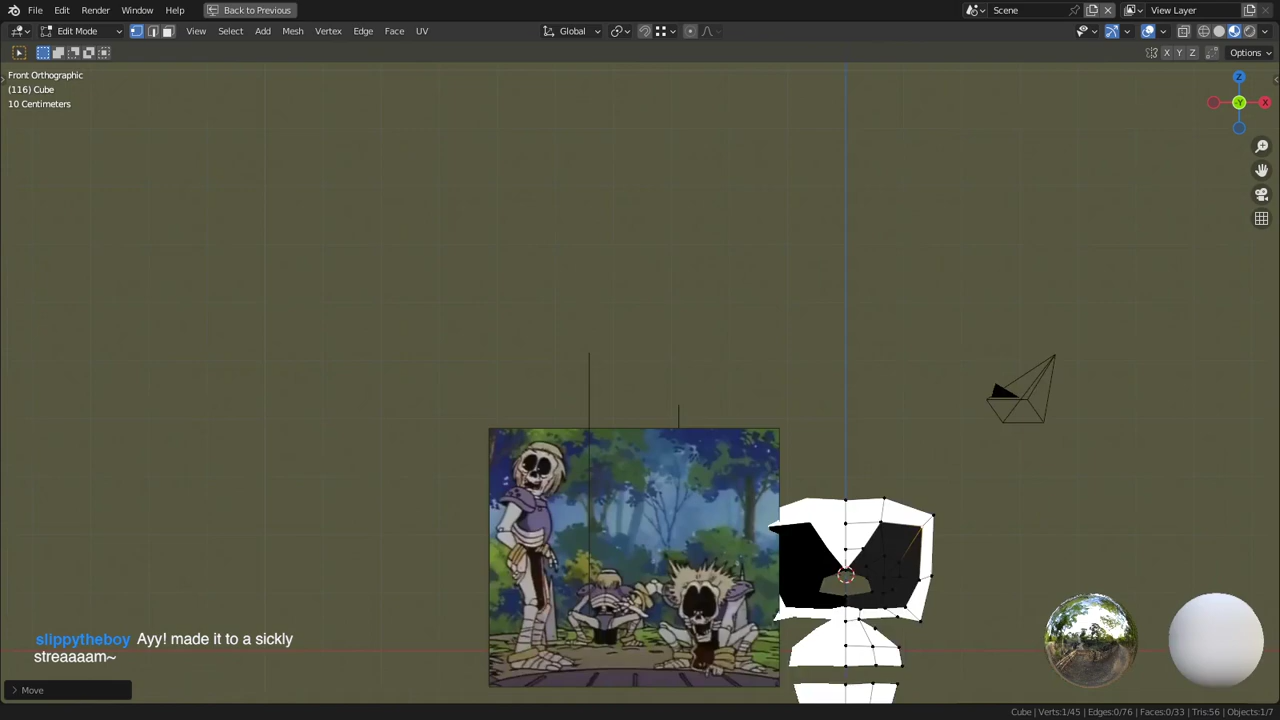 File Edit Render Window Help Back to Previous Scene View Layer
Edit Mode View Select Add Mesh Vertex Edge Face UV Global
X Y Z Options
Front Orthographic
(116) Cube
10 Centimeters
Z
-Y X
slippytheboy Ayy! made it to a sickly
streaaaam~
Move
Cube | Verts:1/45 | Edges:0/76 | Faces:0/33 | Tris:56 | Objects:1/7